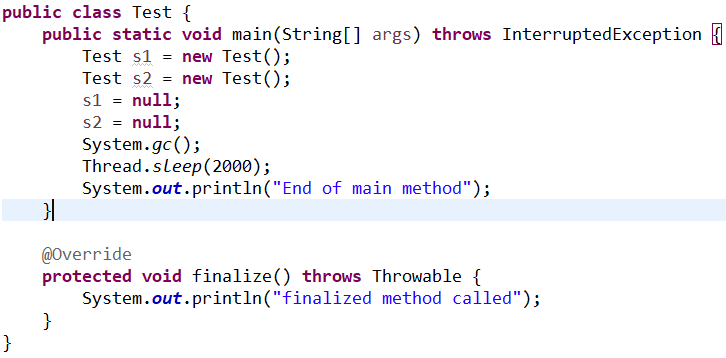 public class Test {
    public static void main(String[] args) throws InterruptedException {
        Test s1 = new Test();
        Test s2 = new Test();
        s1 = null;
        s2 = null;
        System.gc();
        Thread.sleep(2000);
        System.out.println("End of main method");
    }
    @Override
    protected void finalize() throws Throwable {
        System.out.println("finalized method called");
    }
}